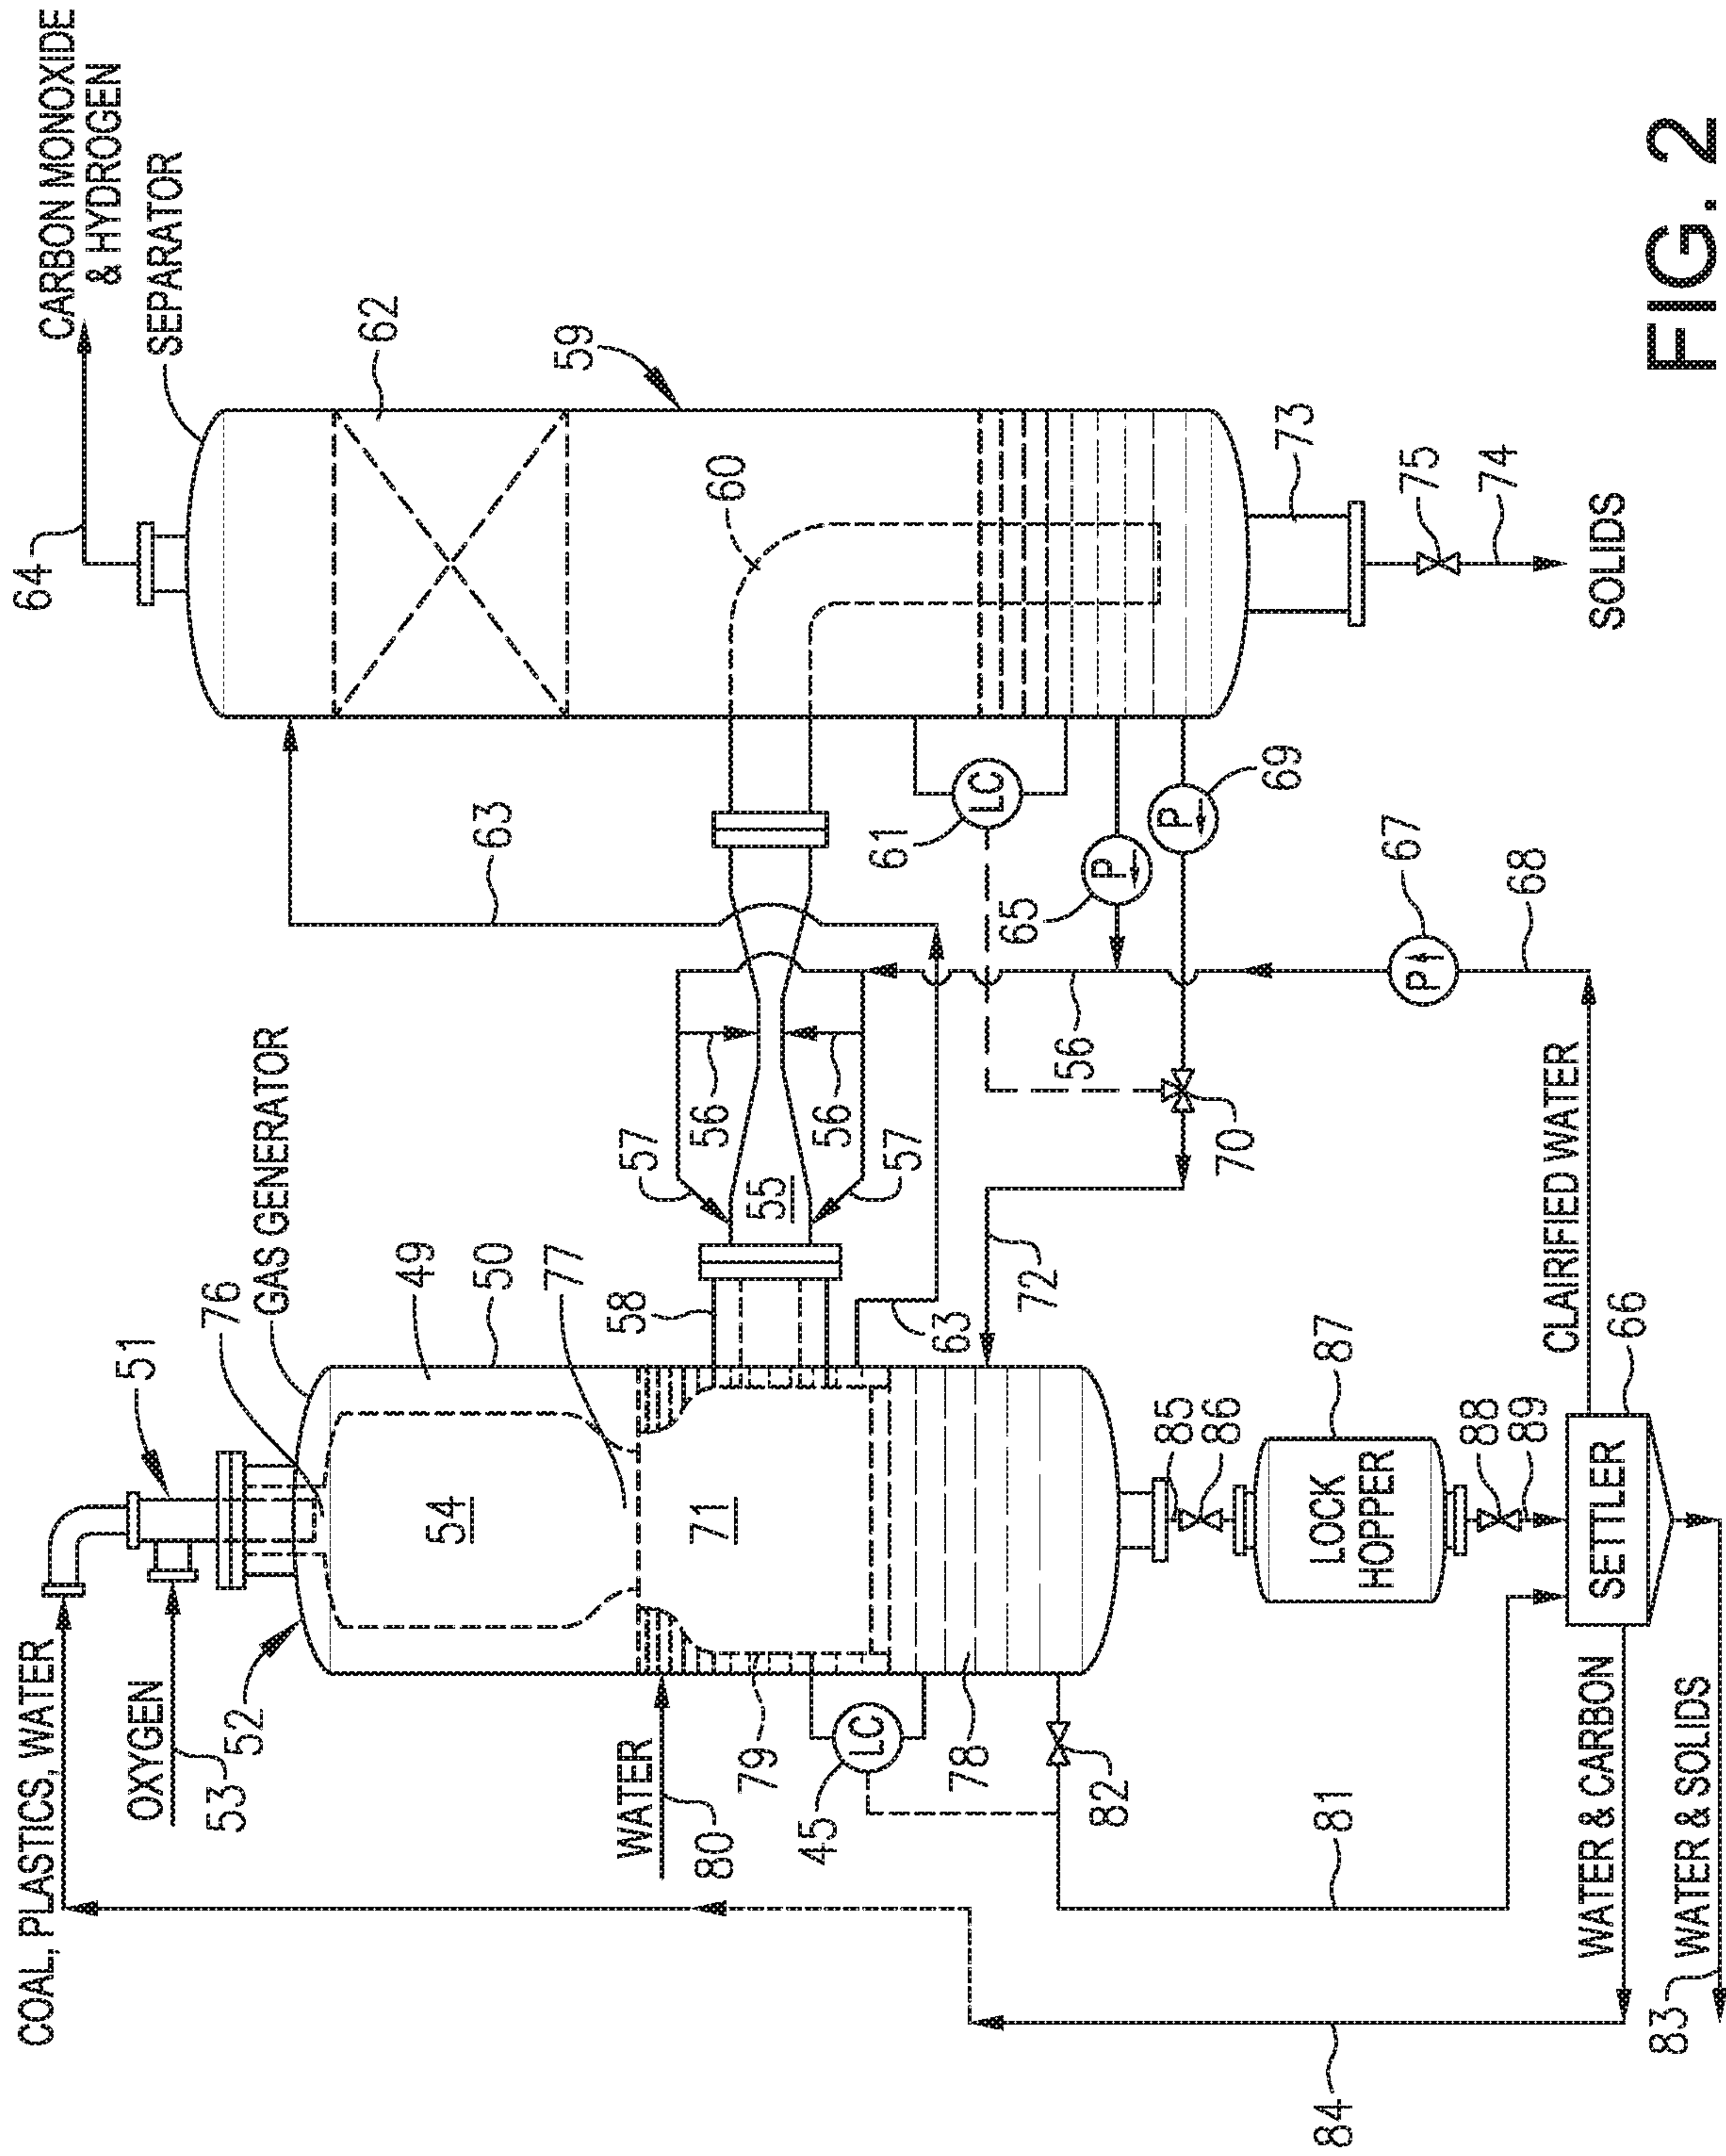 COAL, PLASTICS, WATER
OXYGEN
53
52
51
76
GAS GENERATOR
49
50
54
77
WATER
80
79
71
45
LC
78
82
81
84
58
57
56
55
56
57
63
63
72
64
CARBON MONOXIDE
& HYDROGEN
SEPARATOR
62
59
60
61
LC
65
P
P
69
56
70
67
P
68
73
75
74
SOLIDS
85
86
87
LOCK
HOPPER
88
89
CLAIRIFIED WATER
66
SETTLER
WATER & CARBON
83
WATER & SOLIDS
FIG. 2